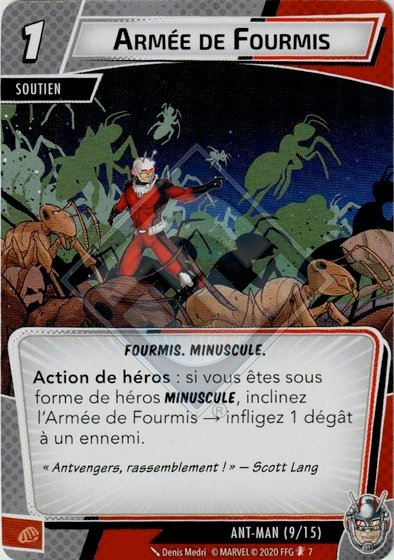 1
ARMÉE DE FOURMIS
SOUTIEN
FOURMIS. MINUSCULE.
Action de héros : si vous êtes sous
forme de héros MINUSCULE, inclinez
l'Armée de Fourmis → infligez 1 dégât
à un ennemi.
« Antvengers, rassemblement ! » — Scott Lang
ANT-MAN (9/15)
Denis Medri © MARVEL © 2020 FFG 7